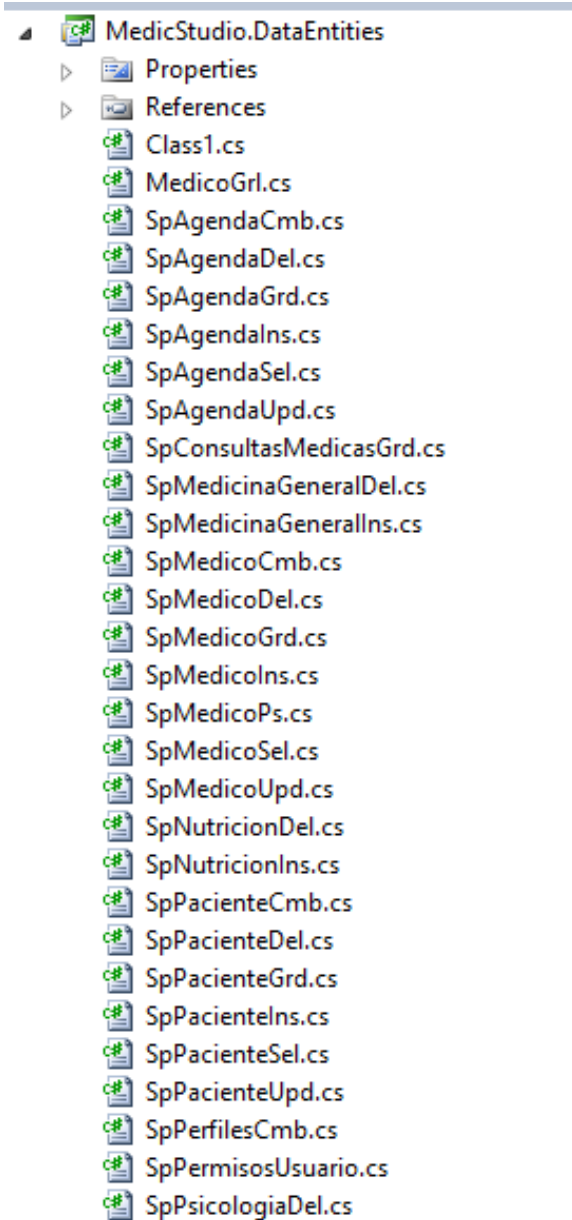 MedicStudio.DataEntities
Properties
References
Class1.cs
MedicoGrl.cs
SpAgendaCmb.cs
SpAgendaDel.cs
SpAgendaGrd.cs
SpAgendaIns.cs
SpAgendaSel.cs
SpAgendaUpd.cs
SpConsultasMedicasGrd.cs
SpMedicinaGeneralDel.cs
SpMedicinaGeneralIns.cs
SpMedicoCmb.cs
SpMedicoDel.cs
SpMedicoGrd.cs
SpMedicoIns.cs
SpMedicoPs.cs
SpMedicoSel.cs
SpMedicoUpd.cs
SpNutricionDel.cs
SpNutricionIns.cs
SpPacienteCmb.cs
SpPacienteDel.cs
SpPacienteGrd.cs
SpPacienteIns.cs
SpPacienteSel.cs
SpPacienteUpd.cs
SpPerfilesCmb.cs
SpPermisosUsuario.cs
SpPsicologiaDel.cs